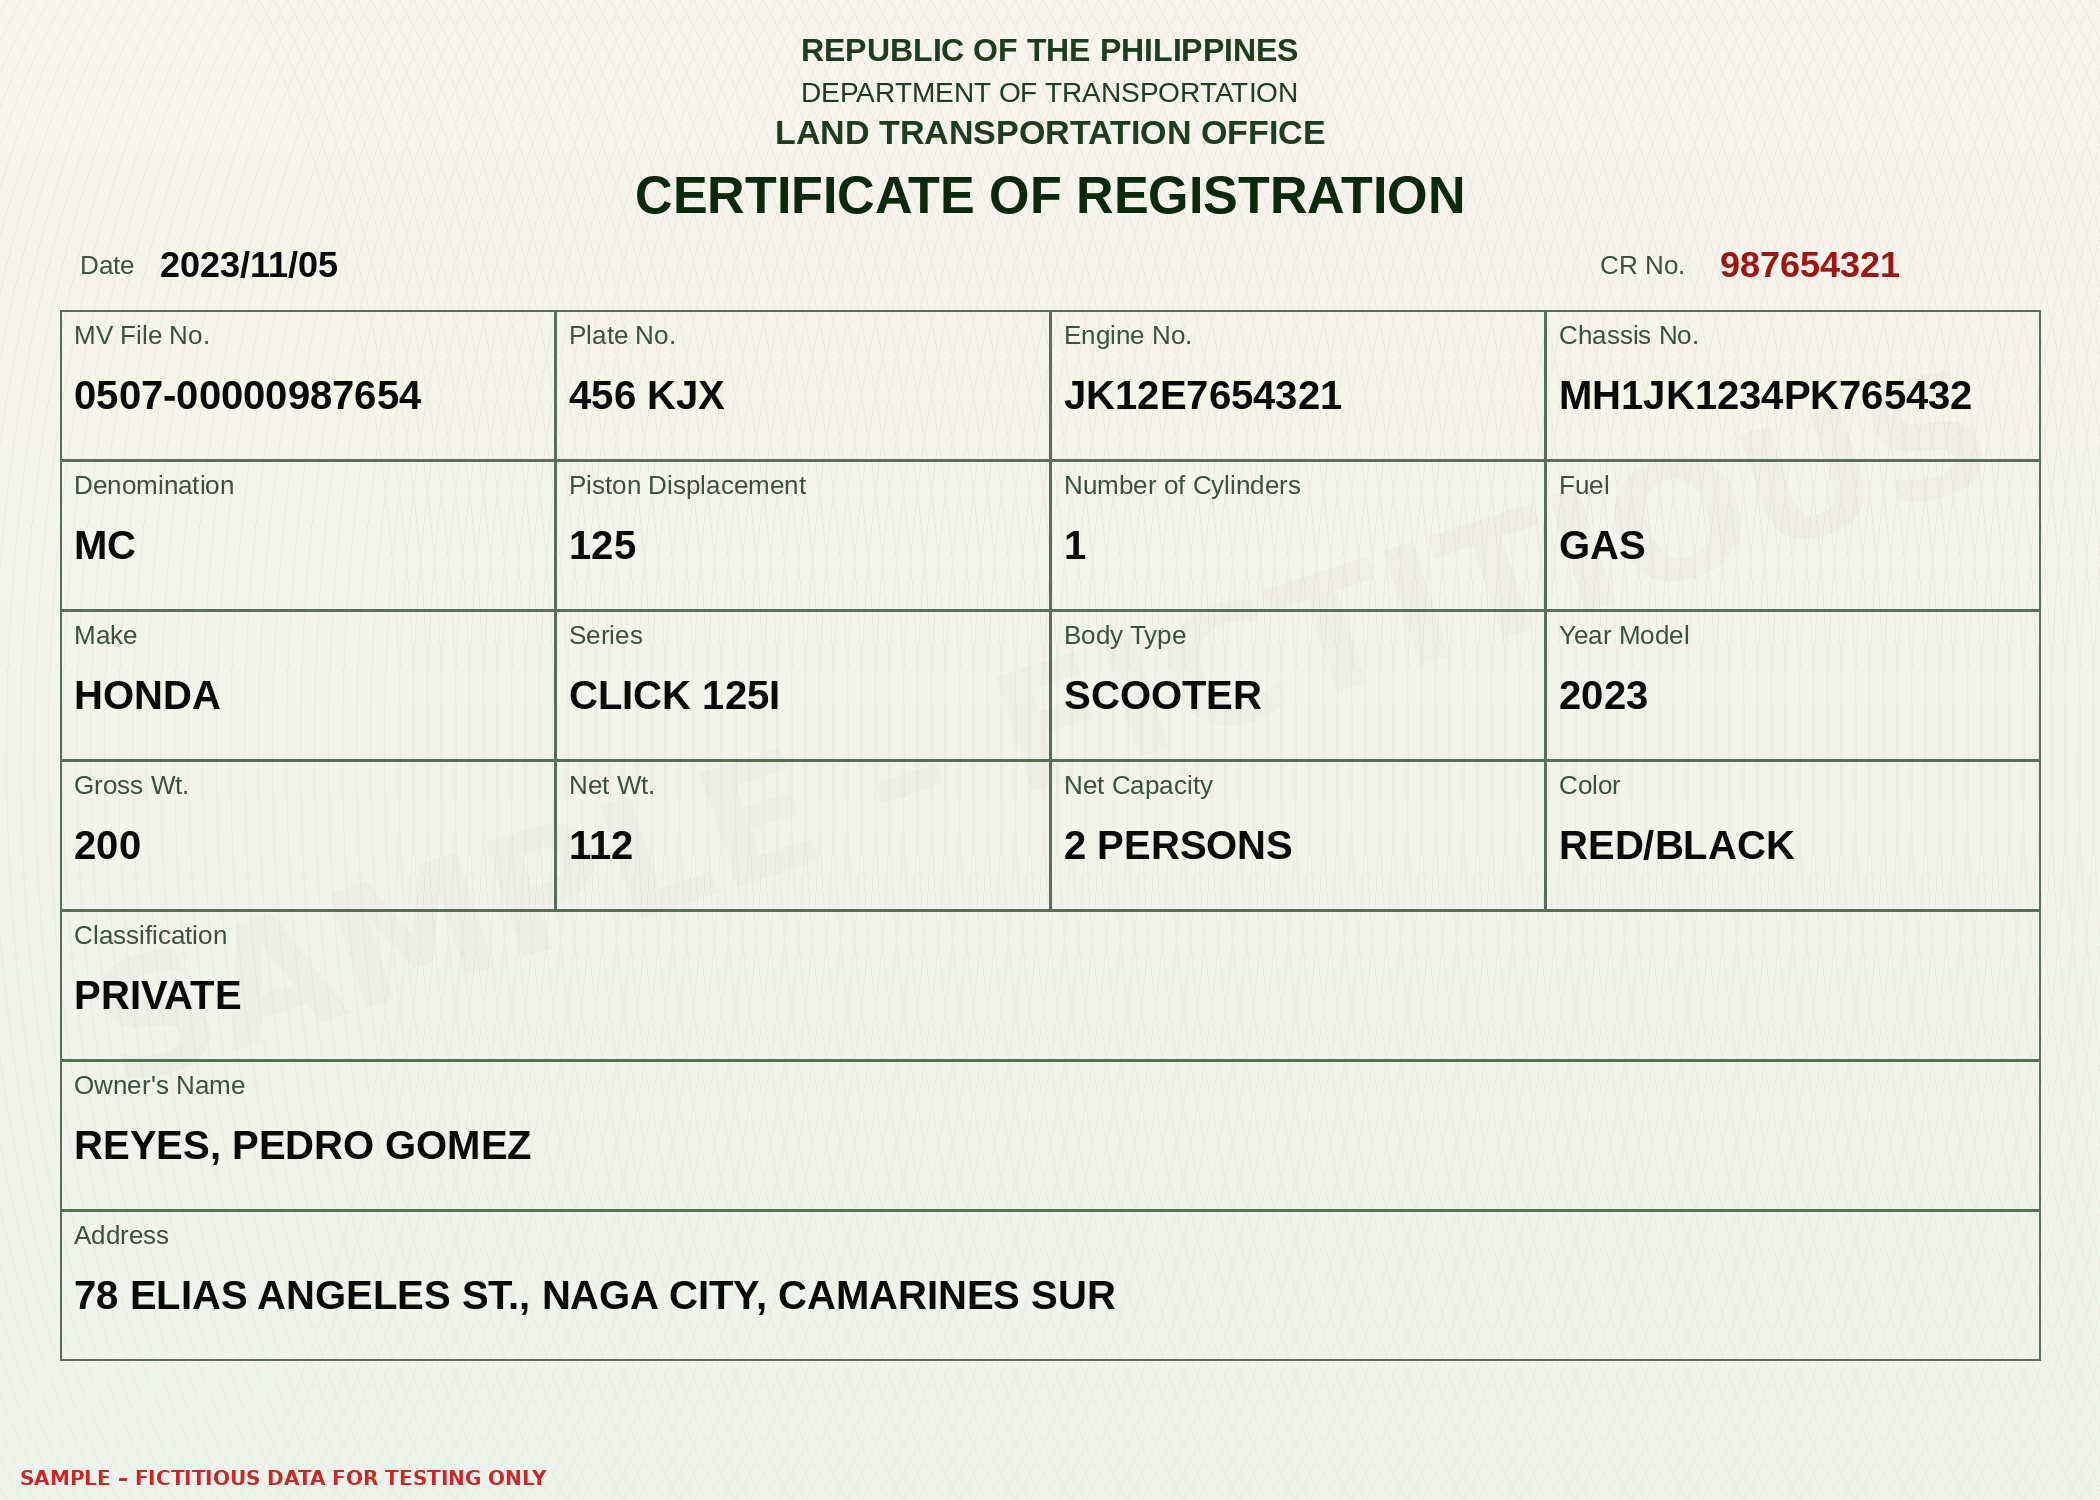 REPUBLIC OF THE PHILIPPINES
DEPARTMENT OF TRANSPORTATION
LAND TRANSPORTATION OFFICE
CERTIFICATE OF REGISTRATION
Date 2023/11/05 CR No. 987654321
MV File No. Plate No. Engine No. Chassis No.
0507-00000987654 456 KJX JK12E7654321 MH1JK1234PK765432
Denomination Piston Displacement Number of Cylinders Fuel
MC 125 1 GAS
Make Series Body Type Year Model
HONDA CLICK 125I SCOOTER 2023
Gross Wt. Net Wt. Net Capacity Color
200 112 2 PERSONS RED/BLACK
Classification
PRIVATE
Owner's Name
REYES, PEDRO GOMEZ
Address
78 ELIAS ANGELES ST., NAGA CITY, CAMARINES SUR
SAMPLE – FICTITIOUS
SAMPLE – FICTITIOUS DATA FOR TESTING ONLY